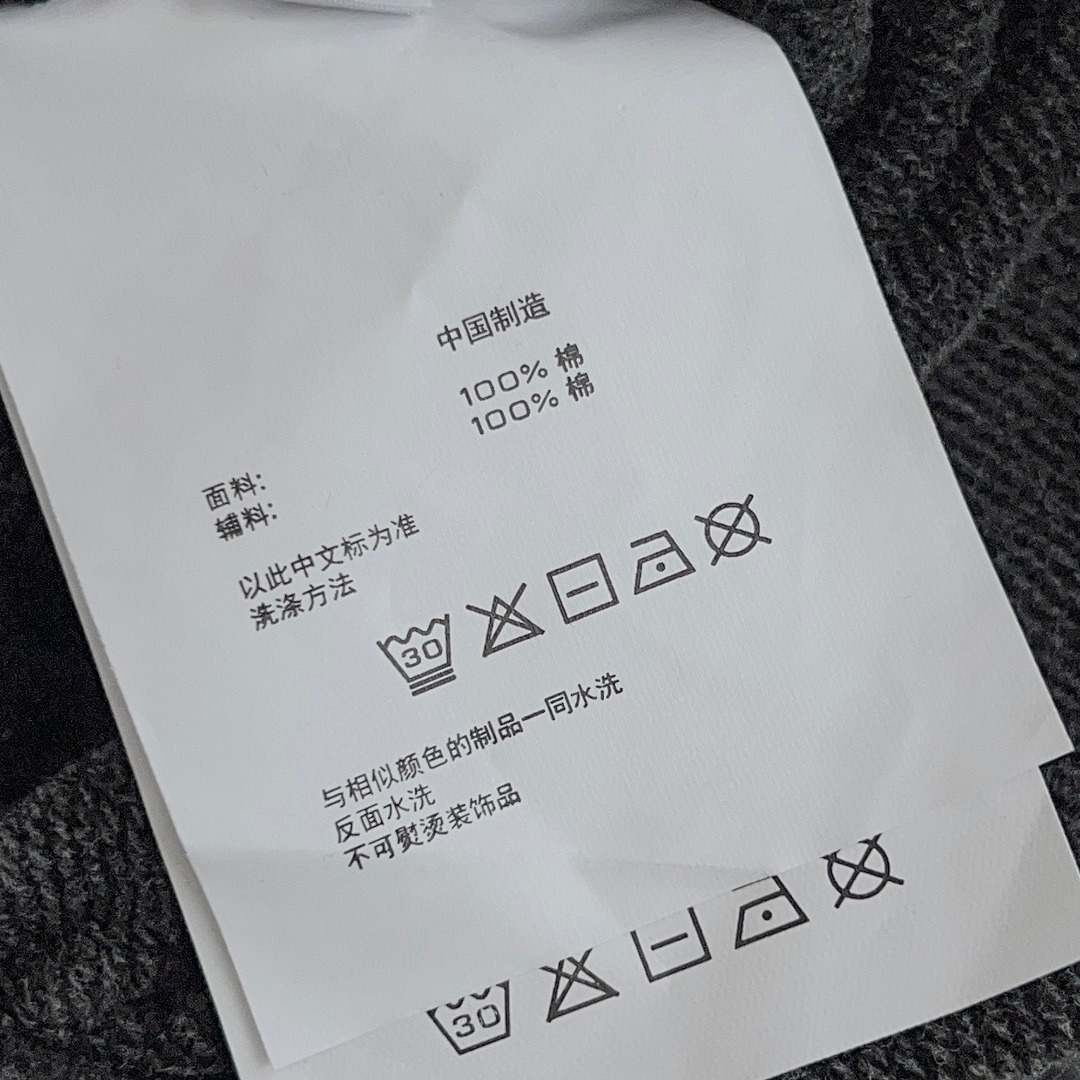 中国制造
100% 棉
100% 棉
面料:
辅料:
以此中文标为准
洗涤方法
30
与相似颜色的制品一同水洗
反面水洗
不可熨烫装饰品
30